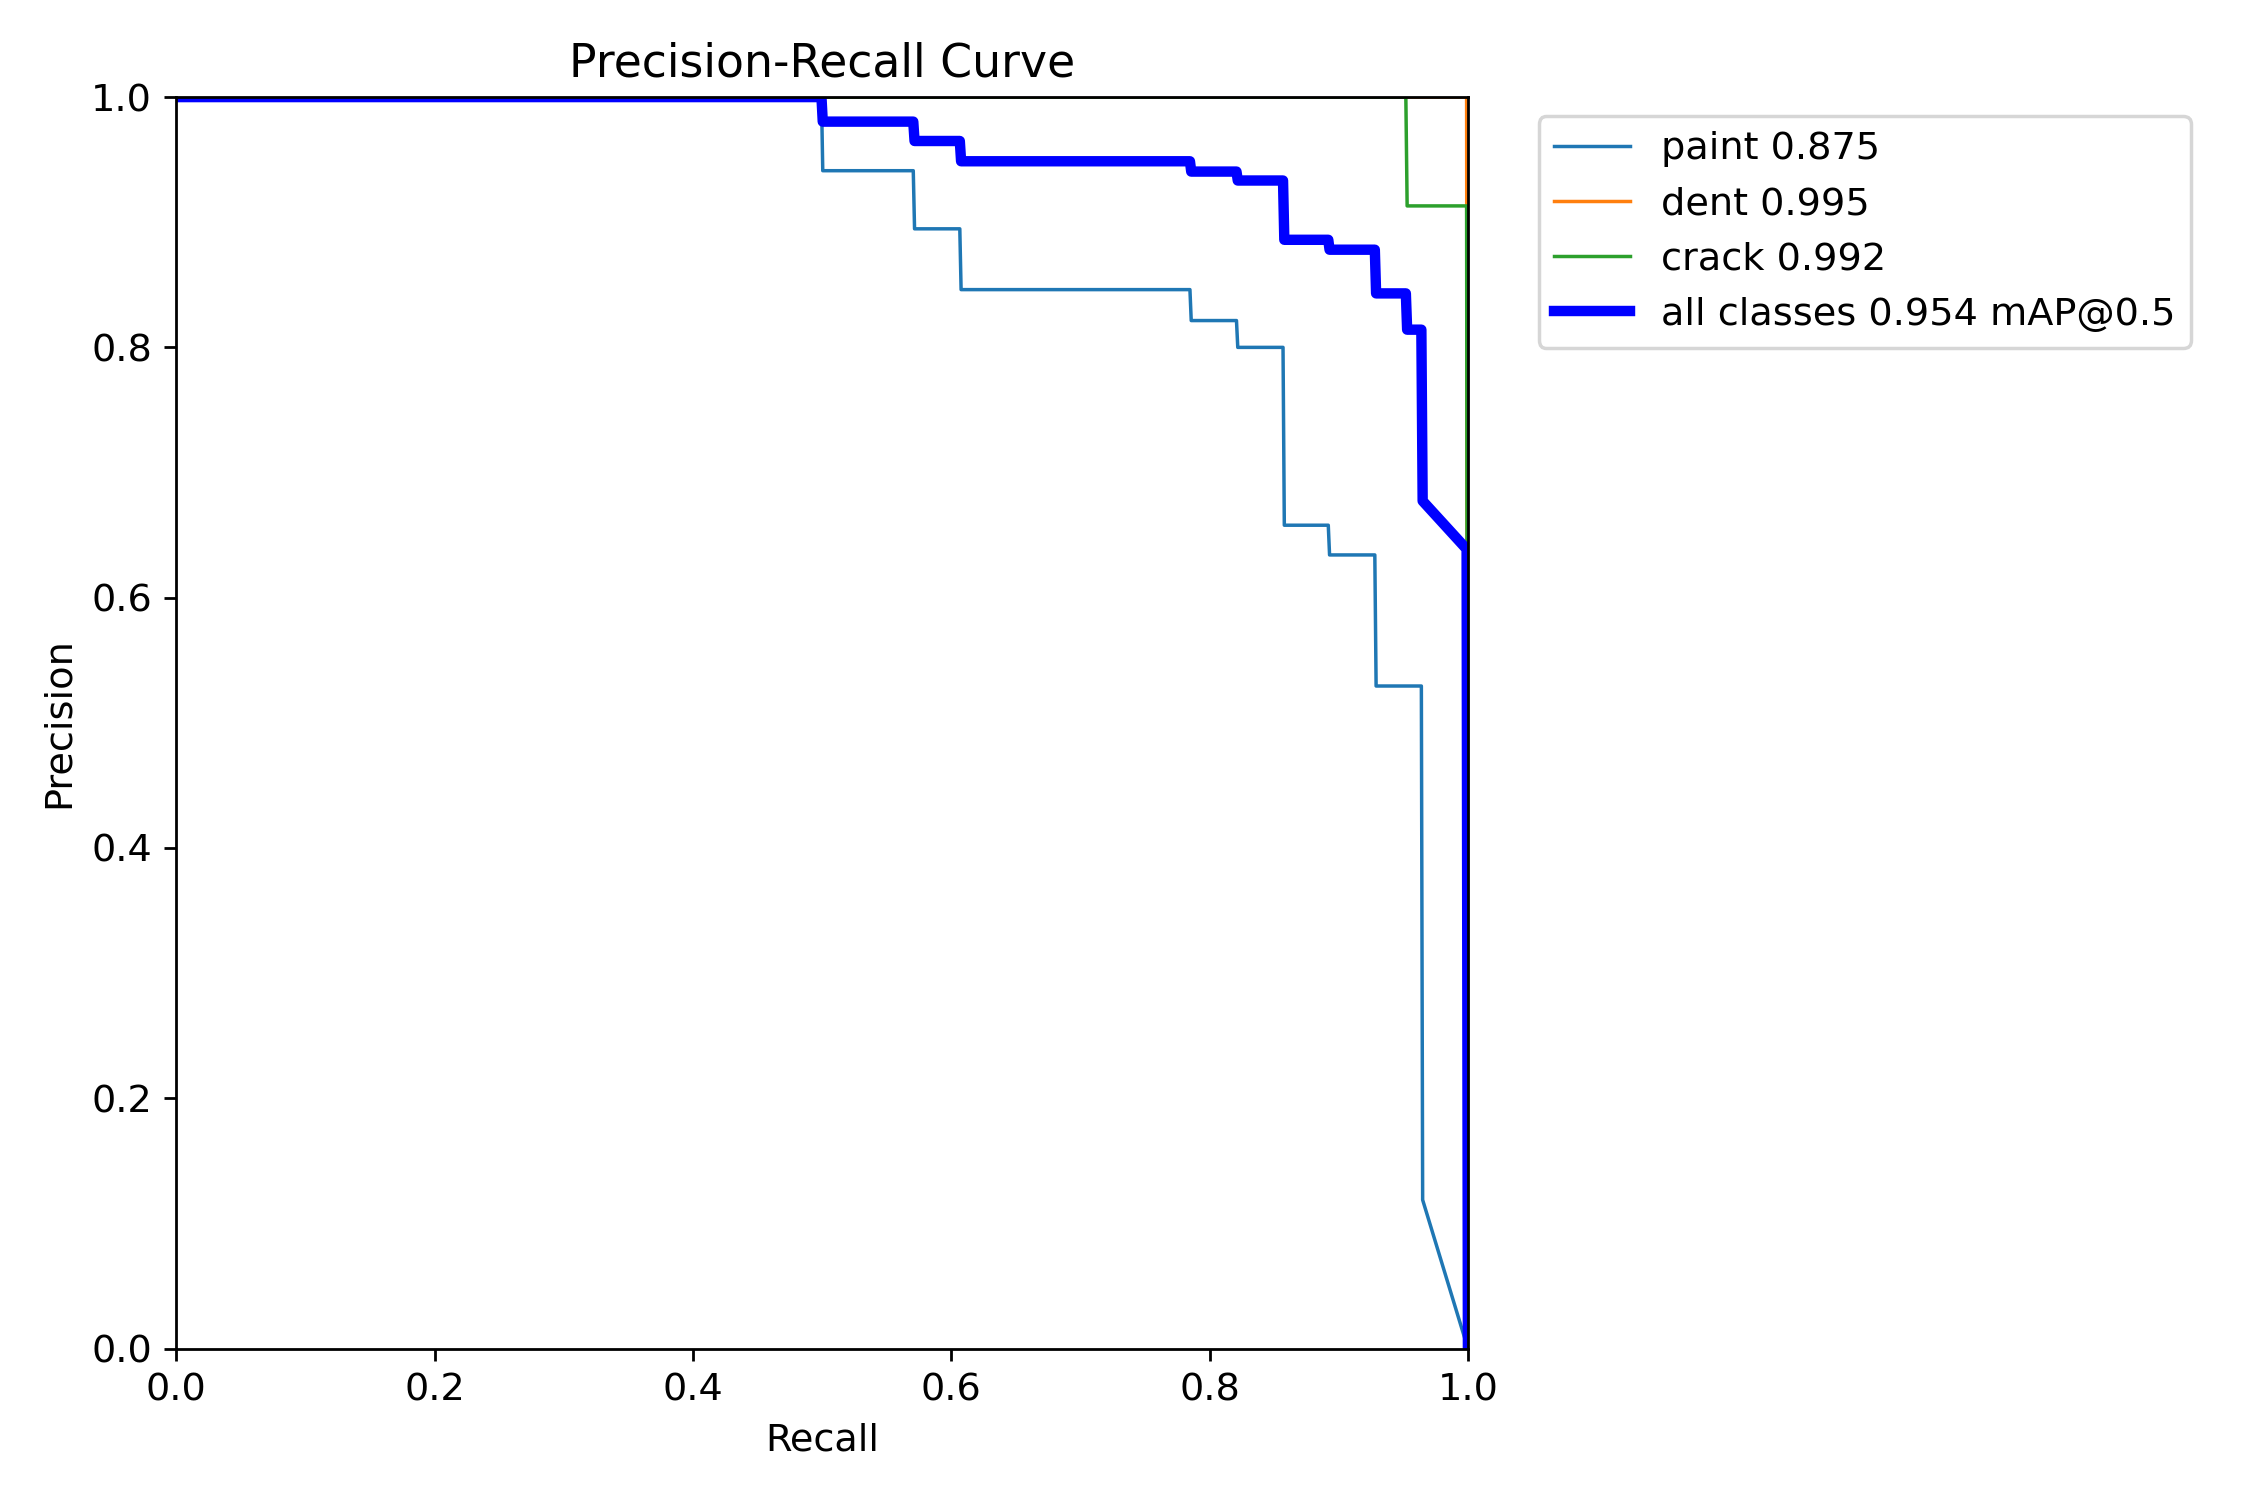 Precision-Recall Curve
1.0
0.8
0.6
0.4
0.2
0.0
Precision
0.0 0.2 0.4 0.6 0.8 1.0
Recall
paint 0.875
dent 0.995
crack 0.992
all classes 0.954 mAP@0.5